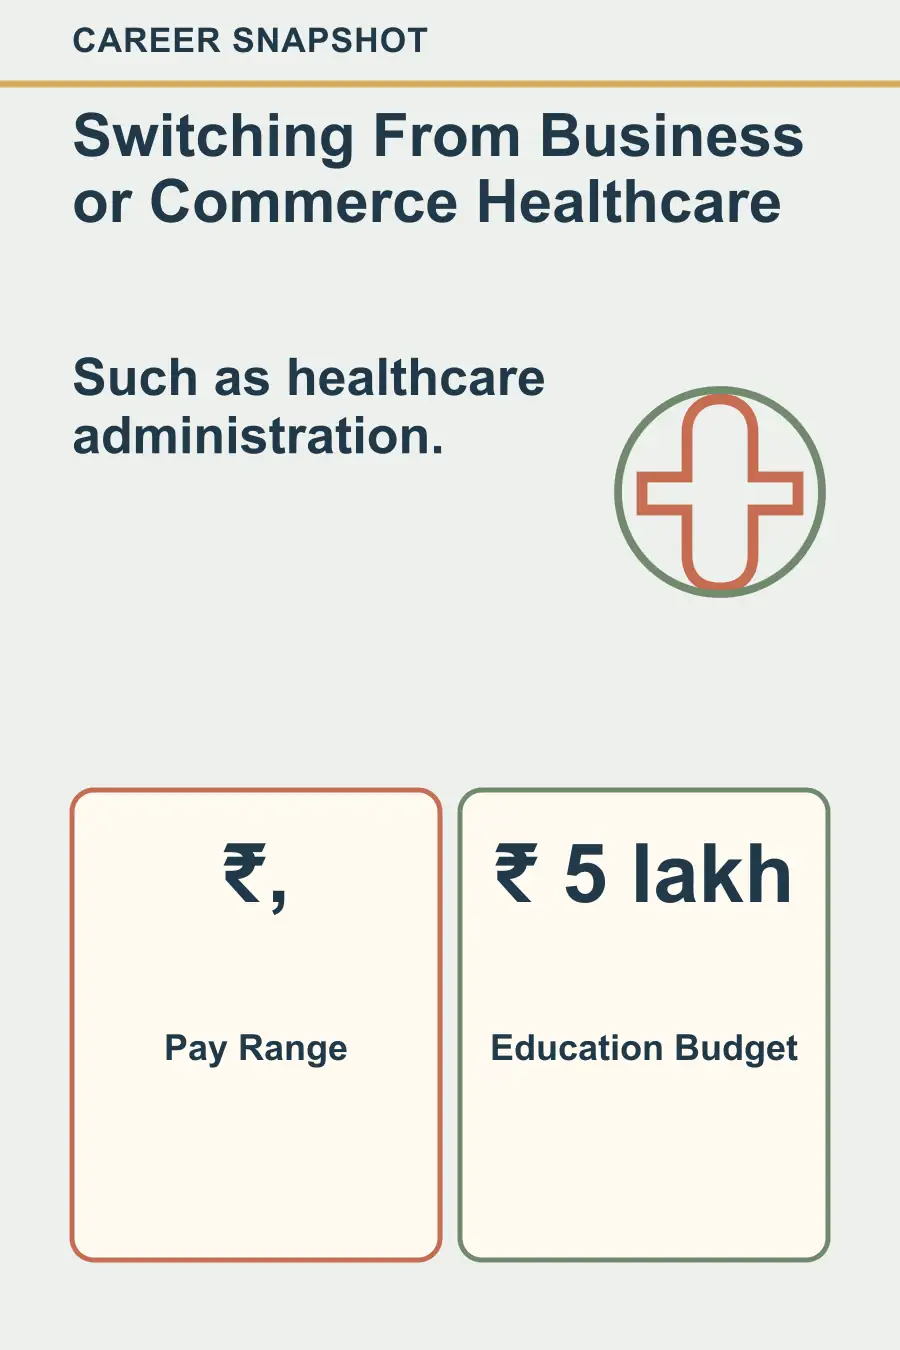 CAREER SNAPSHOT
Switching From Business
or Commerce Healthcare
Such as healthcare
administration.
₹,
Pay Range
₹ 5 lakh
Education Budget